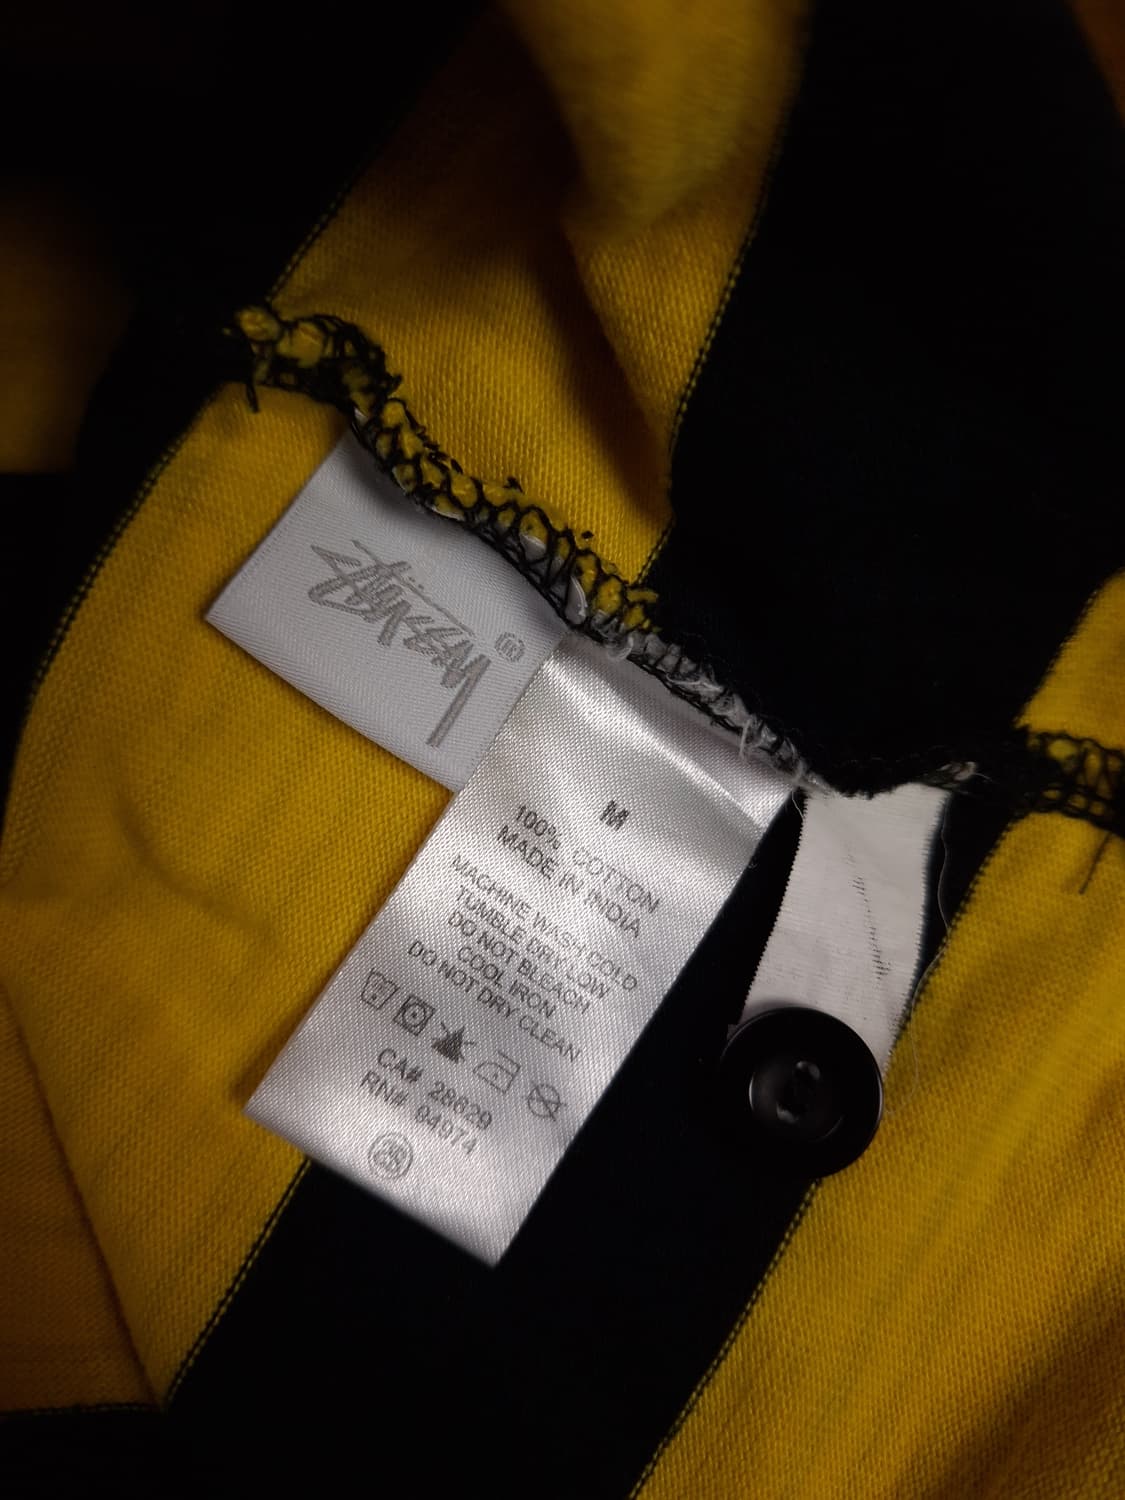 STÜSSY ®
M
100% COTTON
MADE IN INDIA
MACHINE WASH COLD
TUMBLE DRY LOW
DO NOT BLEACH
COOL IRON
DO NOT DRY CLEAN
CA# 28629
RN# 94974